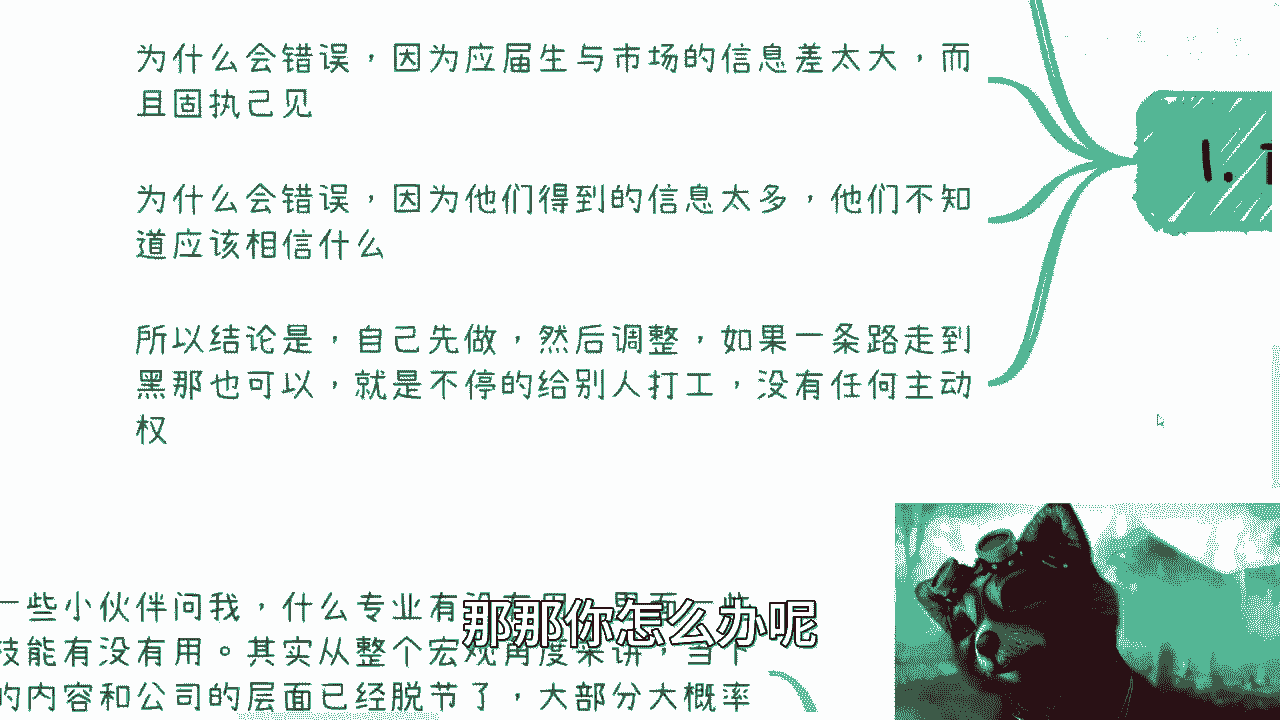 为什么会错误，因为应届生与市场的信息差太大，而
且固执己见
为什么会错误，因为他们得到的信息太多，他们不知
道应该相信什么
所以结论是，自己先做，然后调整，如果一条路走到
黑那也可以，就是不停的给别人打工，没有任何主动
权
1.
一些小伙伴问我，什么专业有没有用，里面一些
技能有没有用。其实从整个宏观角度来讲，当下
那那你怎么办呢
的内容和公司的层面已经脱节了，大部分大概率